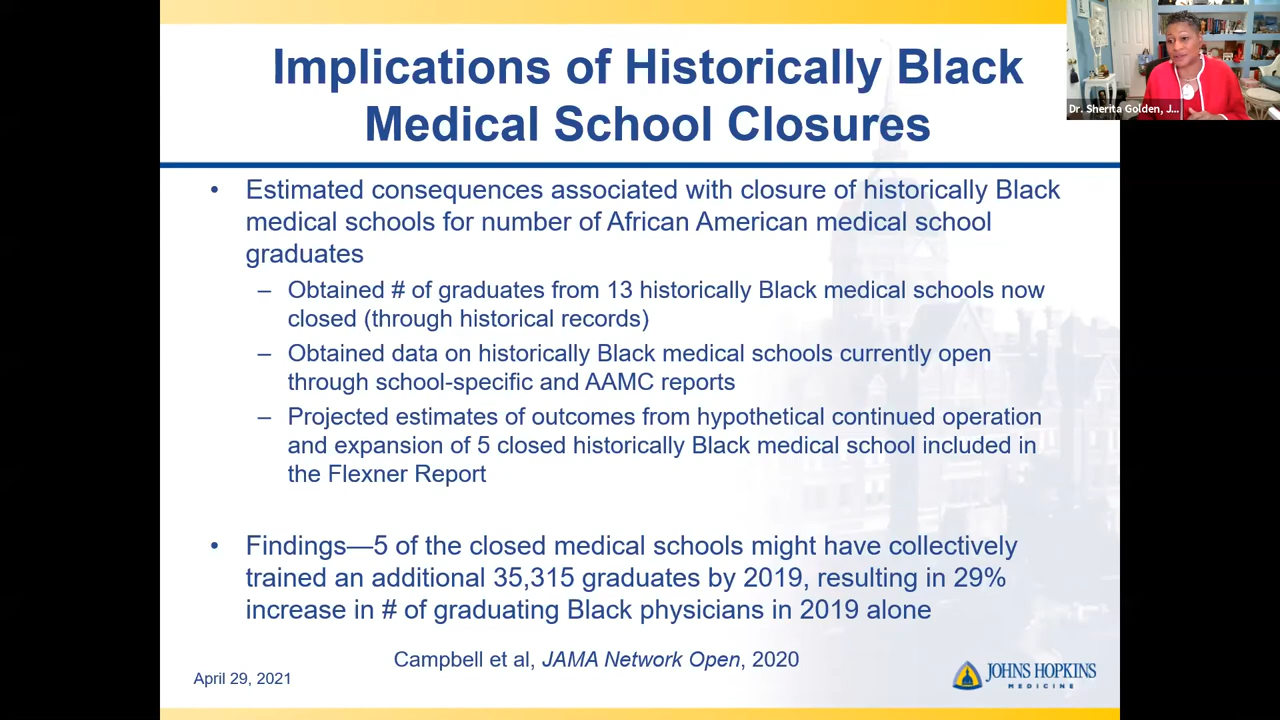 Implications of Historically Black
Medical School Closures
Dr. Sherita Golden, J...
• Estimated consequences associated with closure of historically Black
medical schools for number of African American medical school
graduates
– Obtained # of graduates from 13 historically Black medical schools now
closed (through historical records)
– Obtained data on historically Black medical schools currently open
through school-specific and AAMC reports
– Projected estimates of outcomes from hypothetical continued operation
and expansion of 5 closed historically Black medical school included in
the Flexner Report
• Findings—5 of the closed medical schools might have collectively
trained an additional 35,315 graduates by 2019, resulting in 29%
increase in # of graduating Black physicians in 2019 alone
Campbell et al, JAMA Network Open, 2020
April 29, 2021
JOHNS HOPKINS
MEDICINE